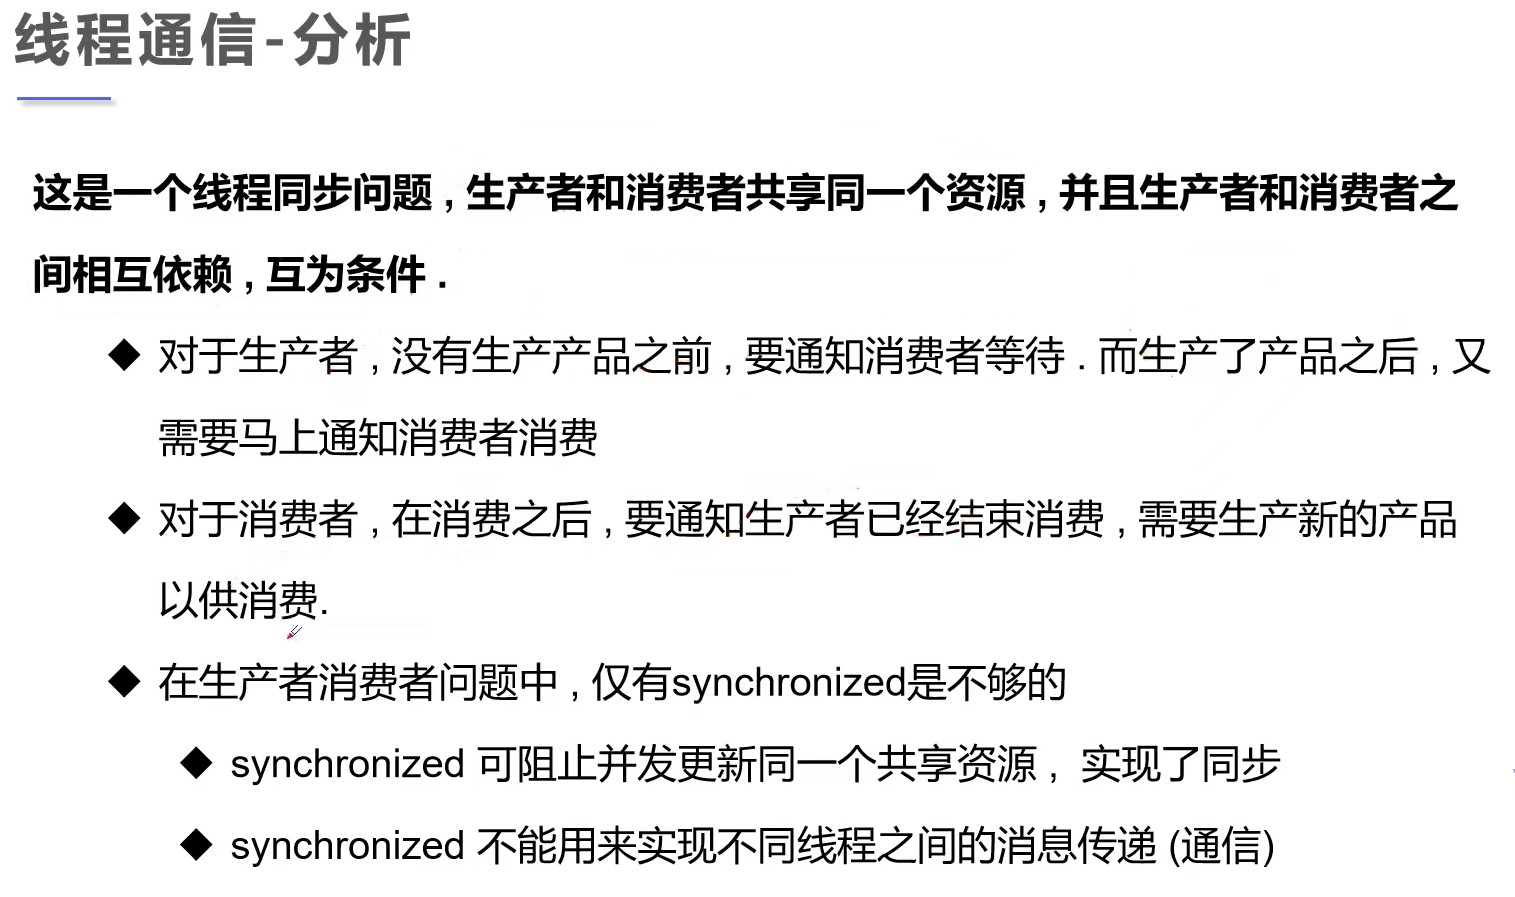 线程通信-分析
这是一个线程同步问题 , 生产者和消费者共享同一个资源 , 并且生产者和消费者之
间相互依赖 , 互为条件 .
◆ 对于生产者 , 没有生产产品之前 , 要通知消费者等待 . 而生产了产品之后 , 又
需要马上通知消费者消费
◆ 对于消费者 , 在消费之后 , 要通知生产者已经结束消费 , 需要生产新的产品
以供消费.
◆ 在生产者消费者问题中 , 仅有synchronized是不够的
◆ synchronized 可阻止并发更新同一个共享资源 , 实现了同步
◆ synchronized 不能用来实现不同线程之间的消息传递 (通信)